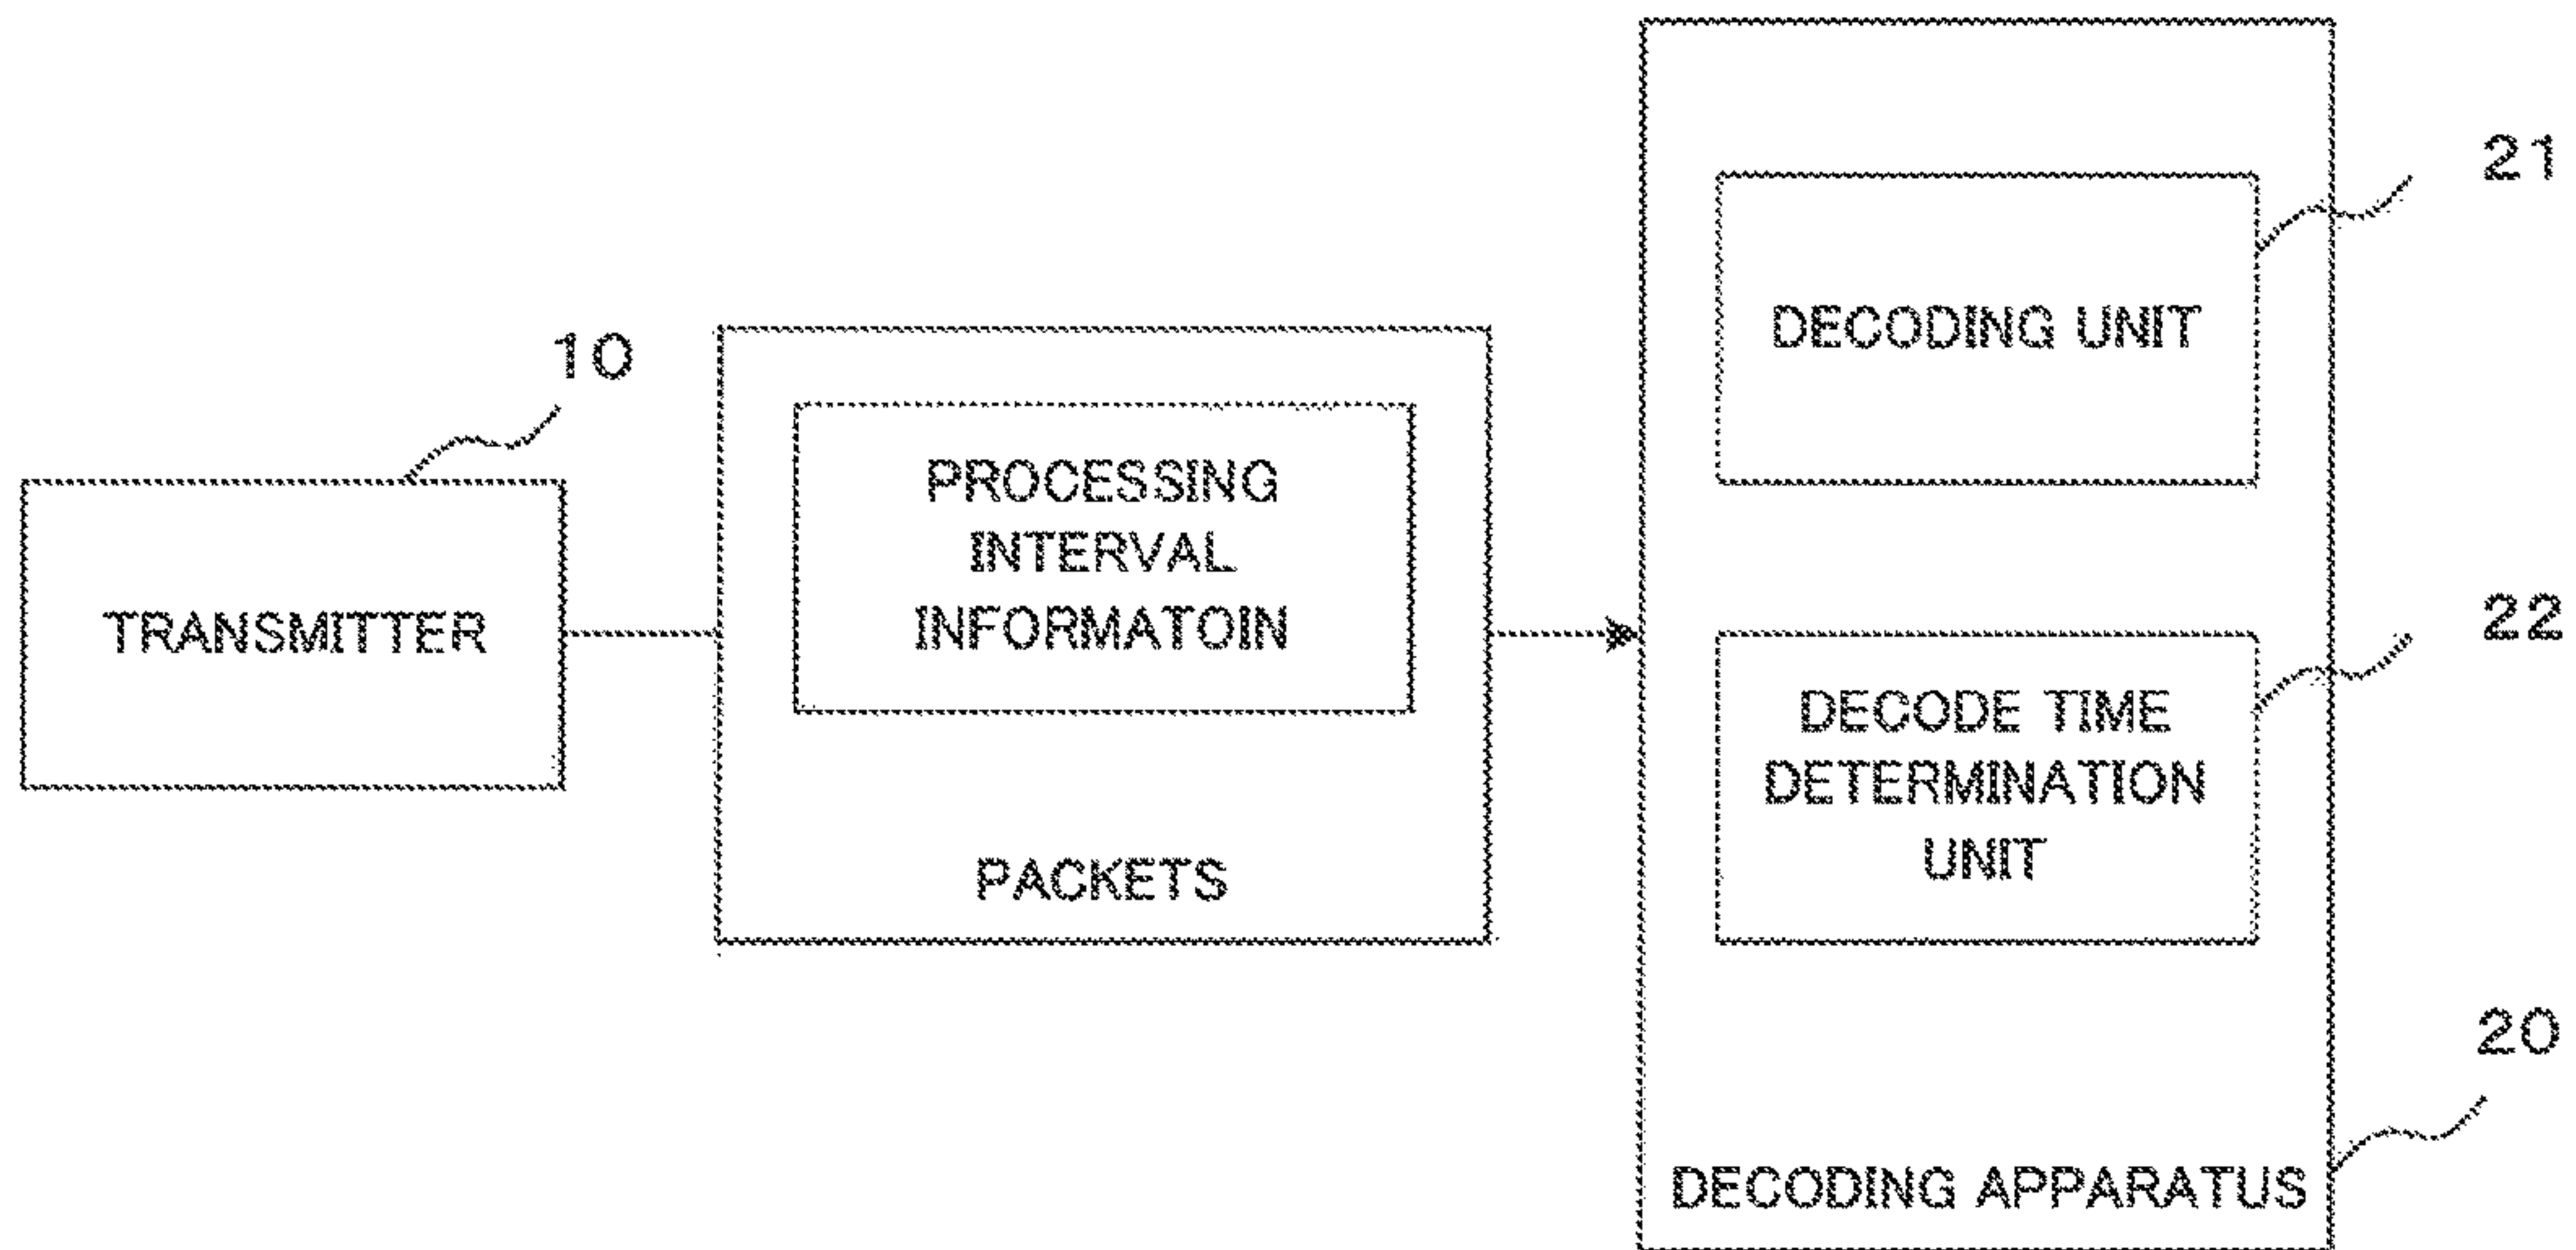 10
TRANSMITTER
PROCESSING
INTERVAL
INFORMATOIN
PACKETS
21
DECODING UNIT
22
DECODE TIME
DETERMINATION
UNIT
20
DECODING APPARATUS